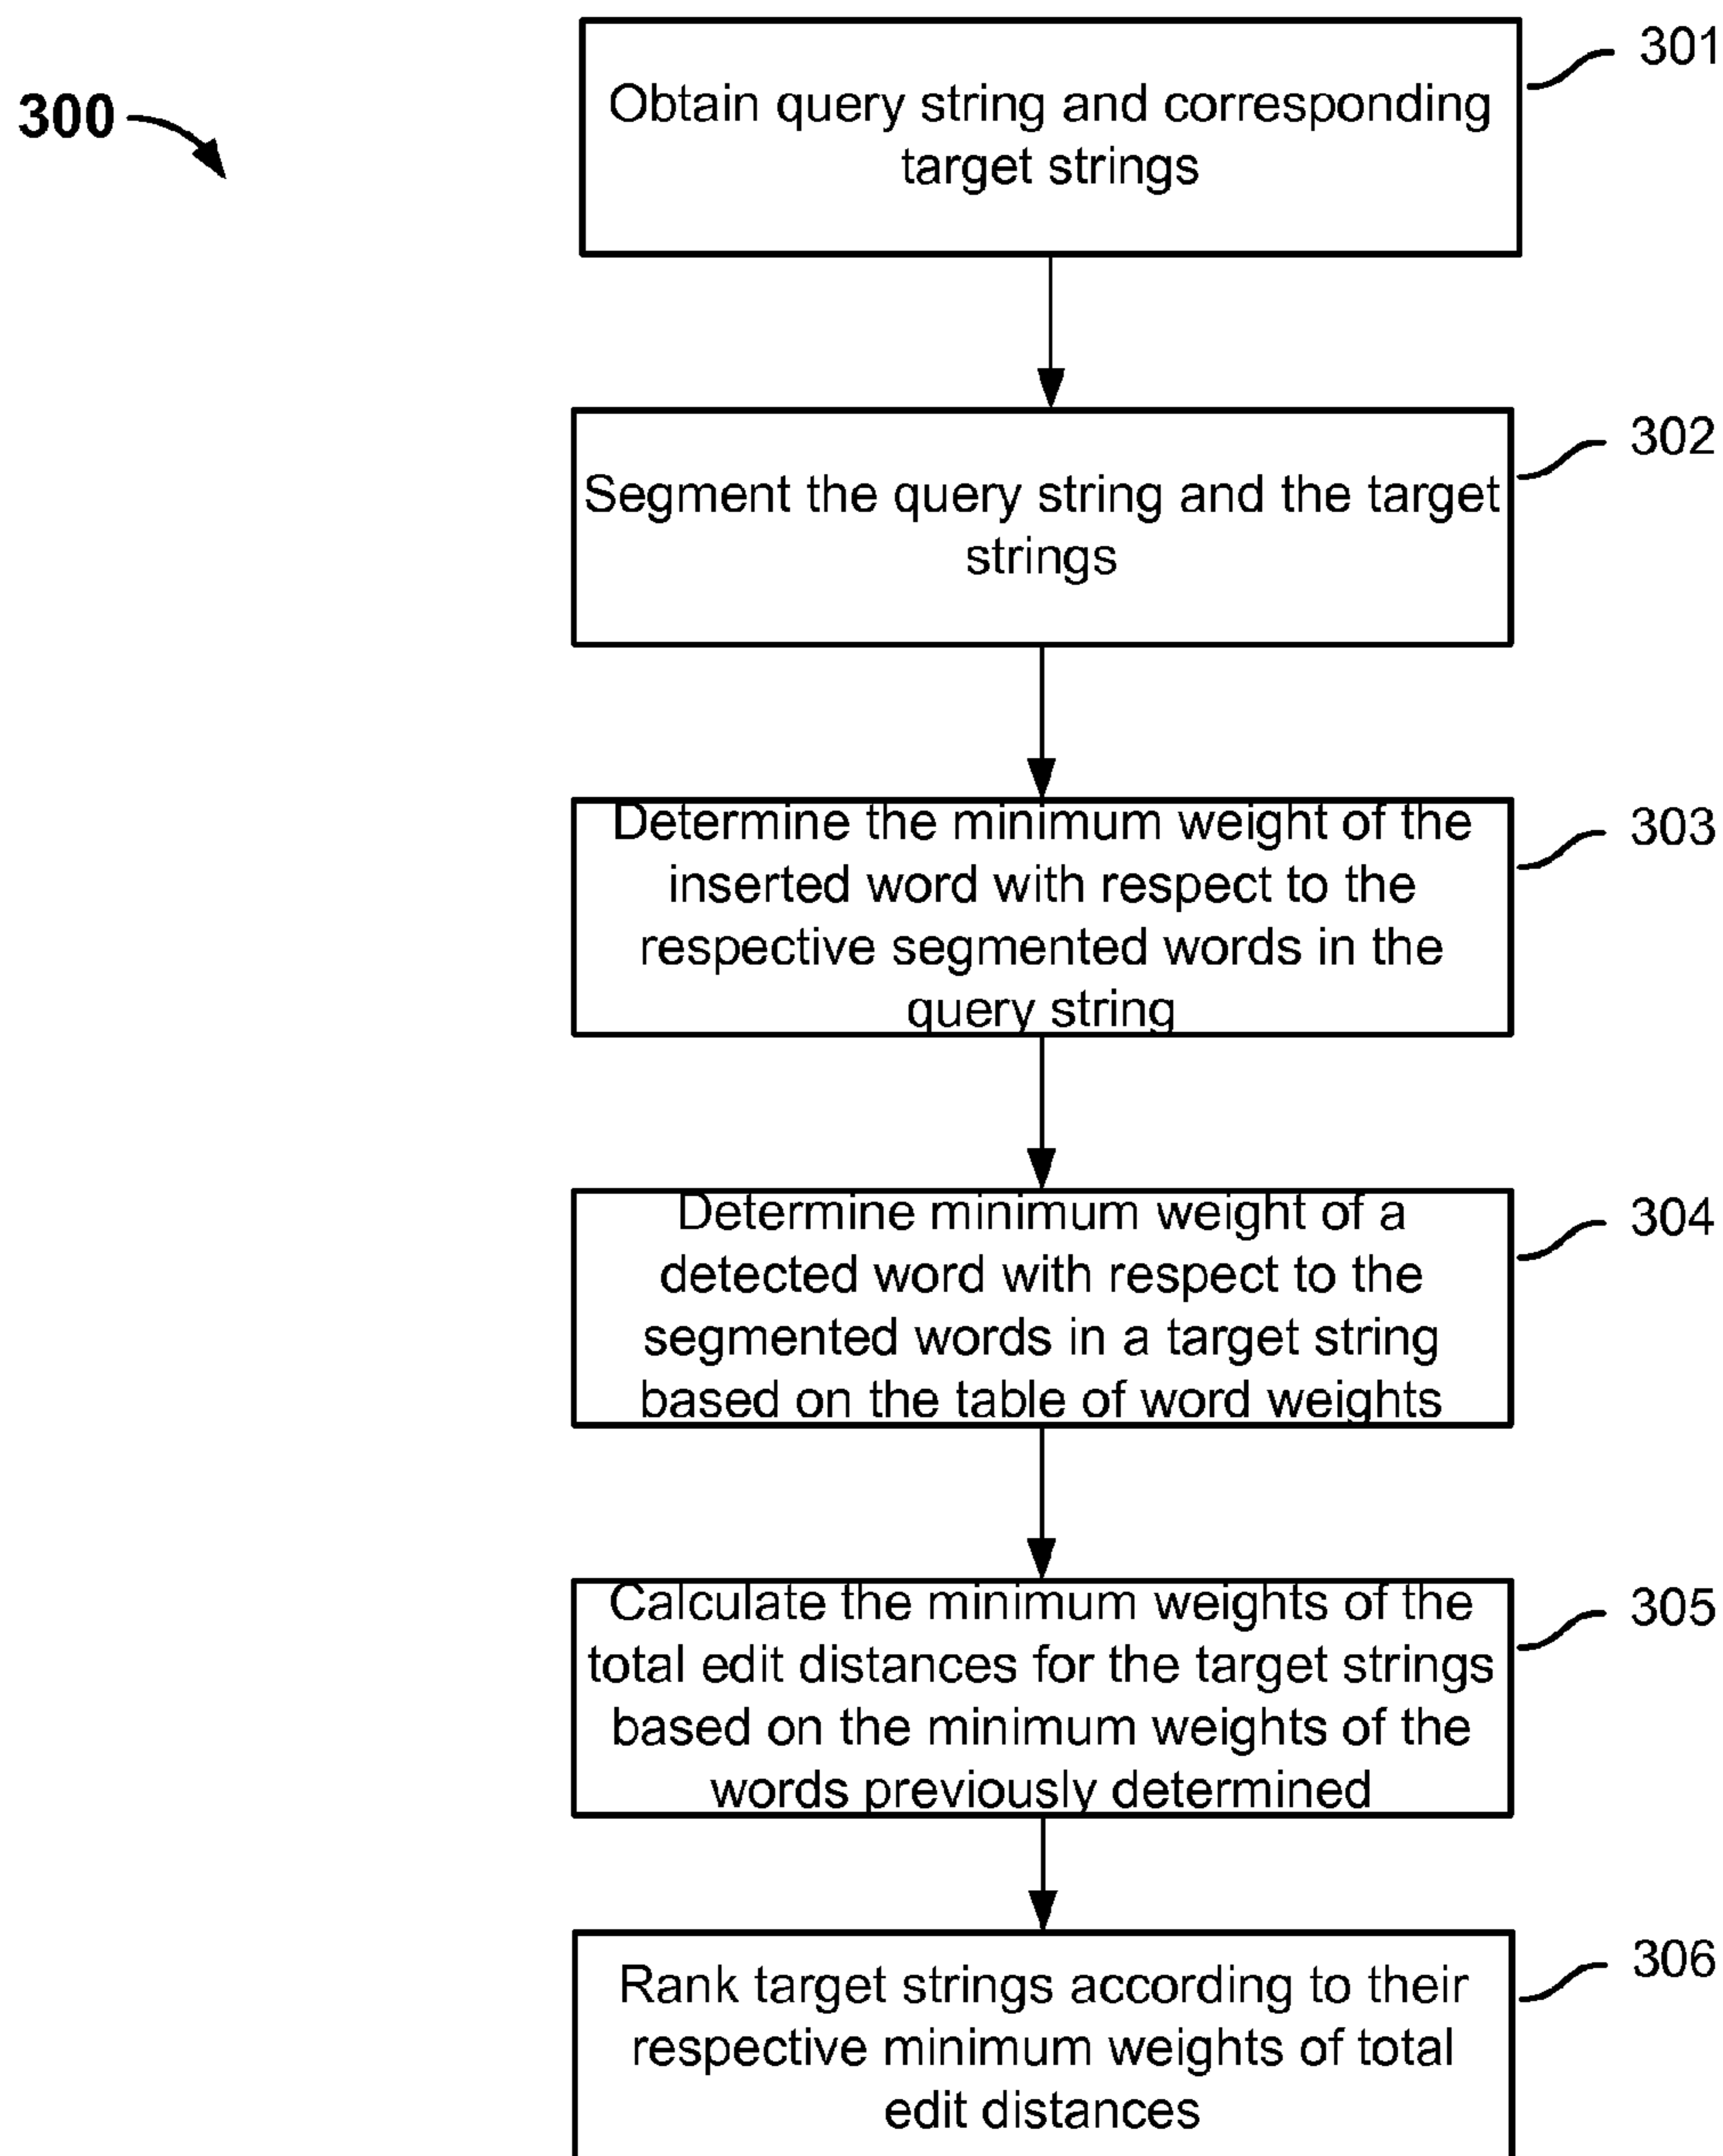 300
301
Obtain query string and corresponding
target strings
302
Segment the query string and the target
strings
303
Determine the minimum weight of the
inserted word with respect to the
respective segmented words in the
query string
304
Determine minimum weight of a
detected word with respect to the
segmented words in a target string
based on the table of word weights
305
Calculate the minimum weights of the
total edit distances for the target strings
based on the minimum weights of the
words previously determined
306
Rank target strings according to their
respective minimum weights of total
edit distances